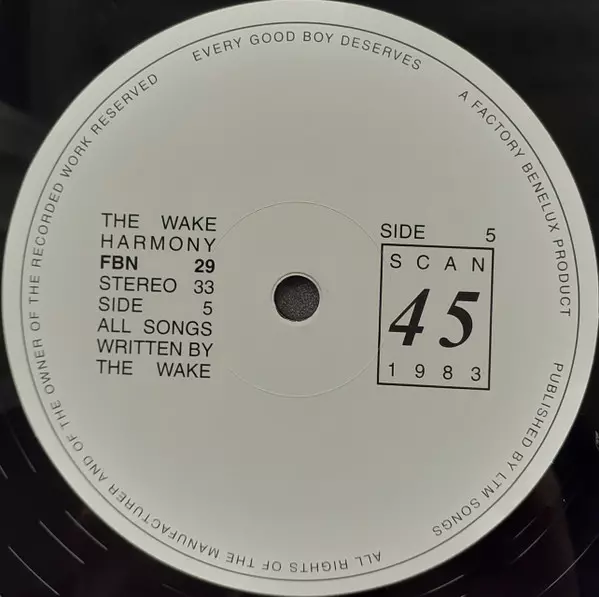 EVERY GOOD BOY DESERVES
A FACTORY BENELUX PRODUCT
PUBLISHED BY LTM SONGS
ALL RIGHTS OF THE MANUFACTURER AND OF THE OWNER OF THE RECORDED WORK RESERVED
THE WAKE
HARMONY
FBN 29
STEREO 33
SIDE 5
ALL SONGS
WRITTEN BY
THE WAKE
SIDE 5
SCAN
45
1983